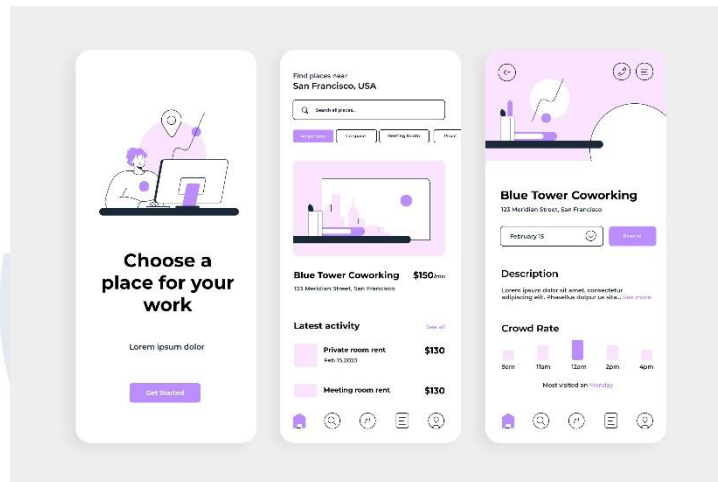 Choose a
place for your
work
Lorem ipsum dolor
Get Started
Find places near
San Francisco, USA
Search all places...
Meeting Rooms
Blue Tower Coworking $150/mo
123 Meridian Street, San Francisco
Latest activity See all
Private room rent $130
Feb 15,2023
Meeting room rent $130
Blue Tower Coworking
123 Meridian Street, San Francisco
February 15
Reserve
Description
Lorem ipsum dolor sit amet, consectetur
adipiscing elit. Phasellus dolpur us sita... See more
Crowd Rate
9am 11am 12am 2pm 4pm
Most visited on Monday